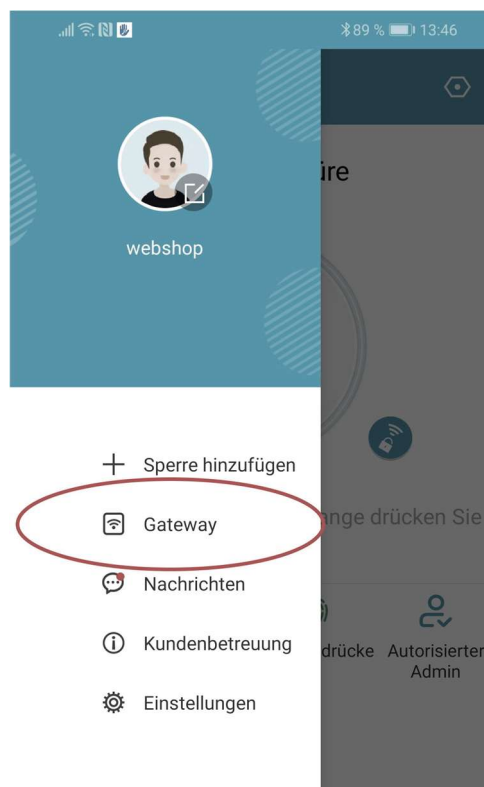 89 % 13:46
üre
webshop
Sperre hinzufügen
Gateway
ange drücken Sie
Nachrichten
Kundenbetreuung
drücke Autorisierter
Admin
Einstellungen